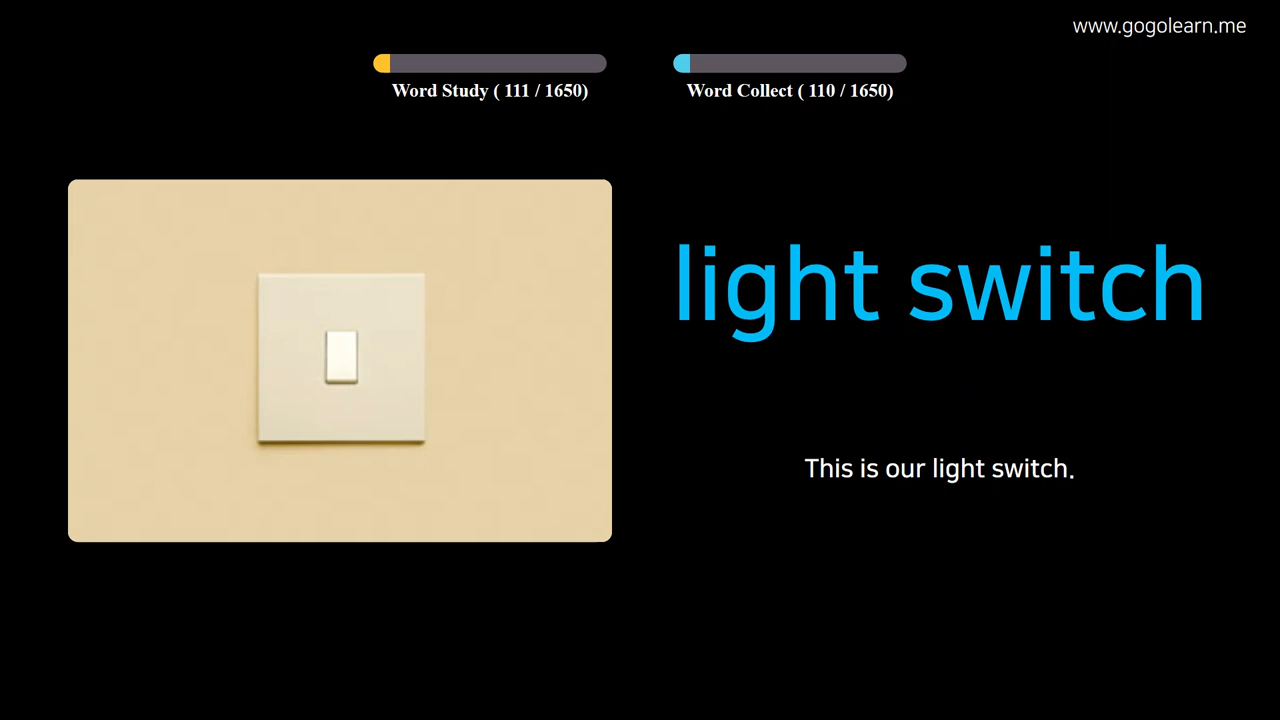 www.gogolearn.me
Word Study ( 111 / 1650)
Word Collect ( 110 / 1650)
light switch
This is our light switch.